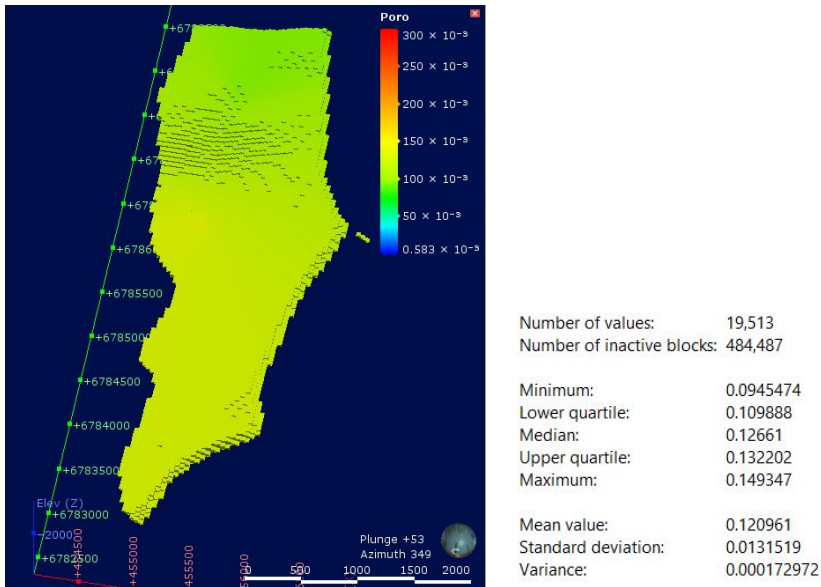 Poro
300 × 10⁻³
250 × 10⁻³
200 × 10⁻³
150 × 10⁻³
100 × 10⁻³
50 × 10⁻³
0.583 × 10⁻³
+6785500
+6785000
+6784500
+6784000
+6783500
+6783000
+6782500
Elev (Z)
-2000
+455000
+455500
Plunge +53
Azimuth 349
0 500 1000 1500 2000
Number of values: 19,513
Number of inactive blocks: 484,487
Minimum: 0.0945474
Lower quartile: 0.109888
Median: 0.12661
Upper quartile: 0.132202
Maximum: 0.149347
Mean value: 0.120961
Standard deviation: 0.0131519
Variance: 0.000172972